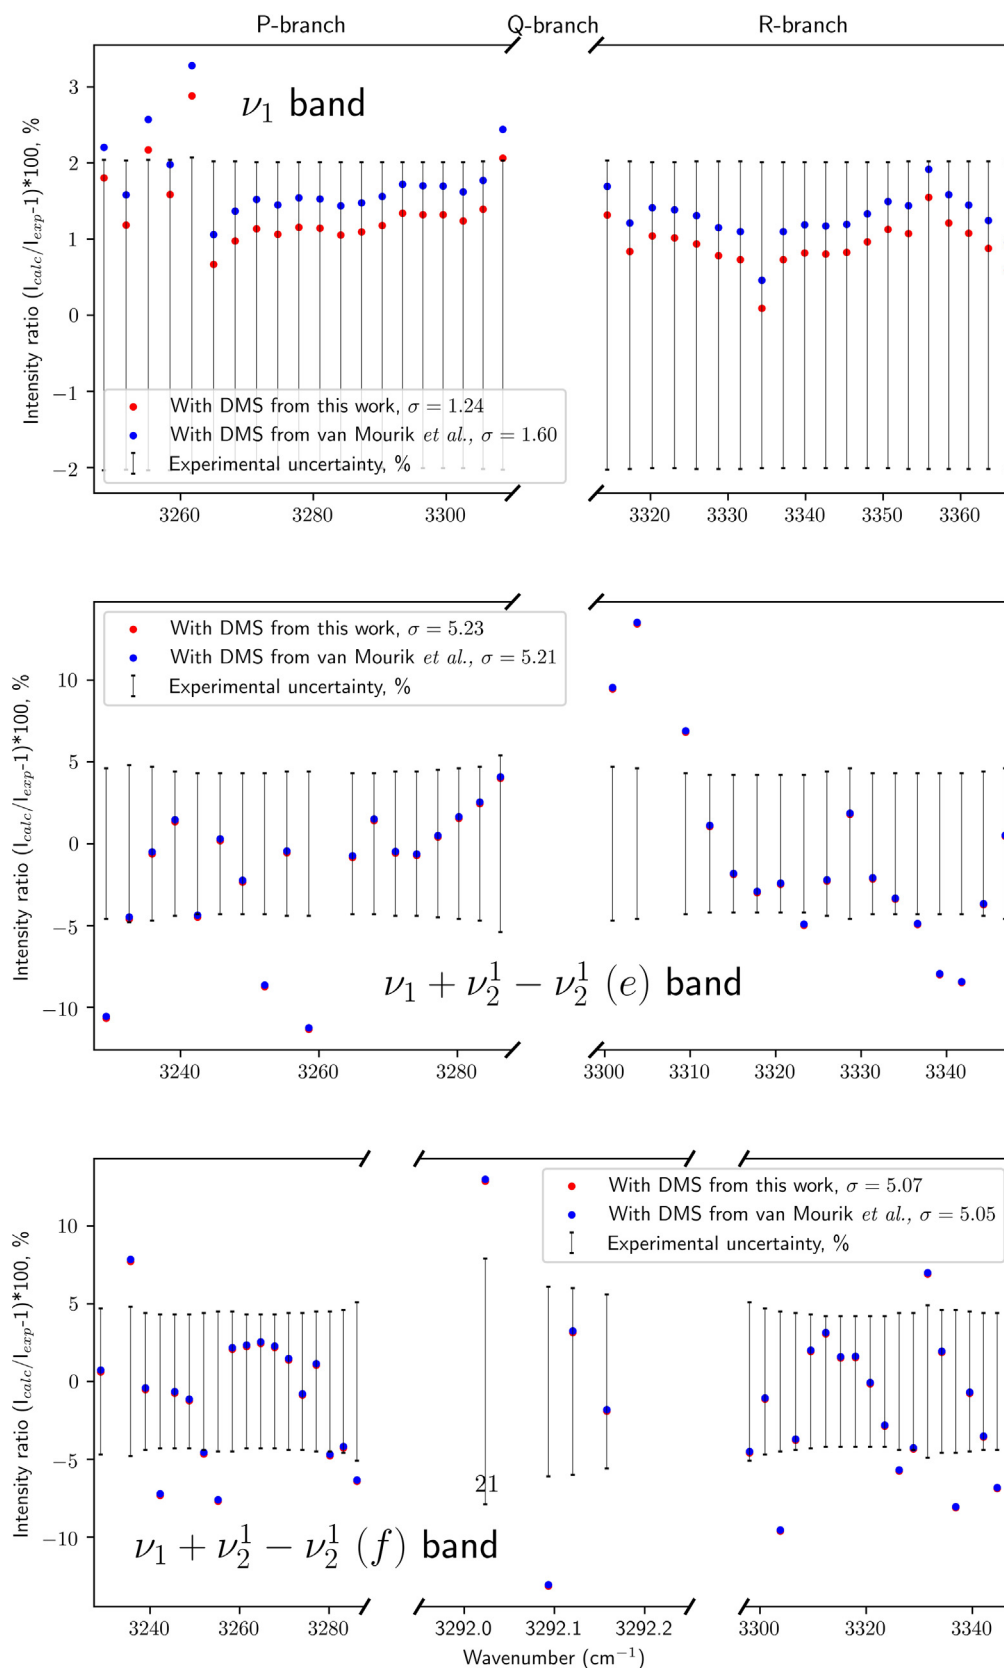 P-branch Q-branch R-branch
ν₁ band
Intensity ratio (I_calc/I_exp-1)*100, %
3
2
1
0
−1
−2
With DMS from this work, σ = 1.24
With DMS from van Mourik et al., σ = 1.60
Experimental uncertainty, %
3260 3280 3300 3320 3330 3340 3350 3360
With DMS from this work, σ = 5.23
With DMS from van Mourik et al., σ = 5.21
Experimental uncertainty, %
Intensity ratio (I_calc/I_exp-1)*100, %
10
5
0
−5
−10
ν₁ + ν₂¹ − ν₂¹ (e) band
3240 3260 3280 3300 3310 3320 3330 3340
With DMS from this work, σ = 5.07
With DMS from van Mourik et al., σ = 5.05
Experimental uncertainty, %
Intensity ratio (I_calc/I_exp-1)*100, %
10
5
0
−5
−10
21
ν₁ + ν₂¹ − ν₂¹ (f) band
3240 3260 3280 3292.0 3292.1 3292.2 3300 3320 3340
Wavenumber (cm⁻¹)